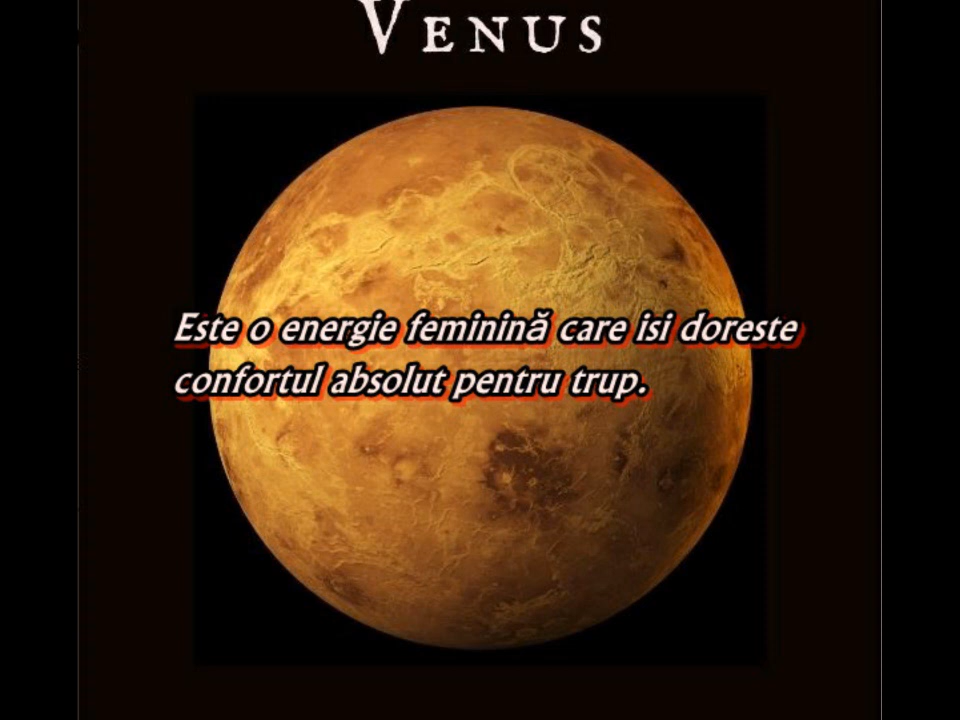 VENUS
Este o energie feminină care isi doreste
confortul absolut pentru trup.